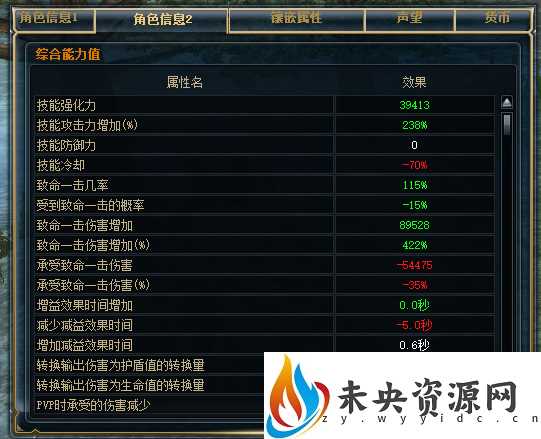 角色信息1 角色信息2 镶嵌属性 声望 货币
综合能力值
属性名 效果
技能强化力 39413
技能攻击力增加(%) 238%
技能防御力 0
技能冷却 -70%
致命一击几率 115%
受到致命一击的概率 -15%
致命一击伤害增加 89528
致命一击伤害增加(%) 422%
承受致命一击伤害 -54475
承受致命一击伤害(%) -35%
增益效果时间增加 0.0秒
减少减益效果时间 -5.0秒
增加减益效果时间 0.6秒
转换输出伤害为护盾值的转换量
转换输出伤害为生命值的转换量
PVP时承受的伤害减少
未央资源网
zy.wyyidc.cn